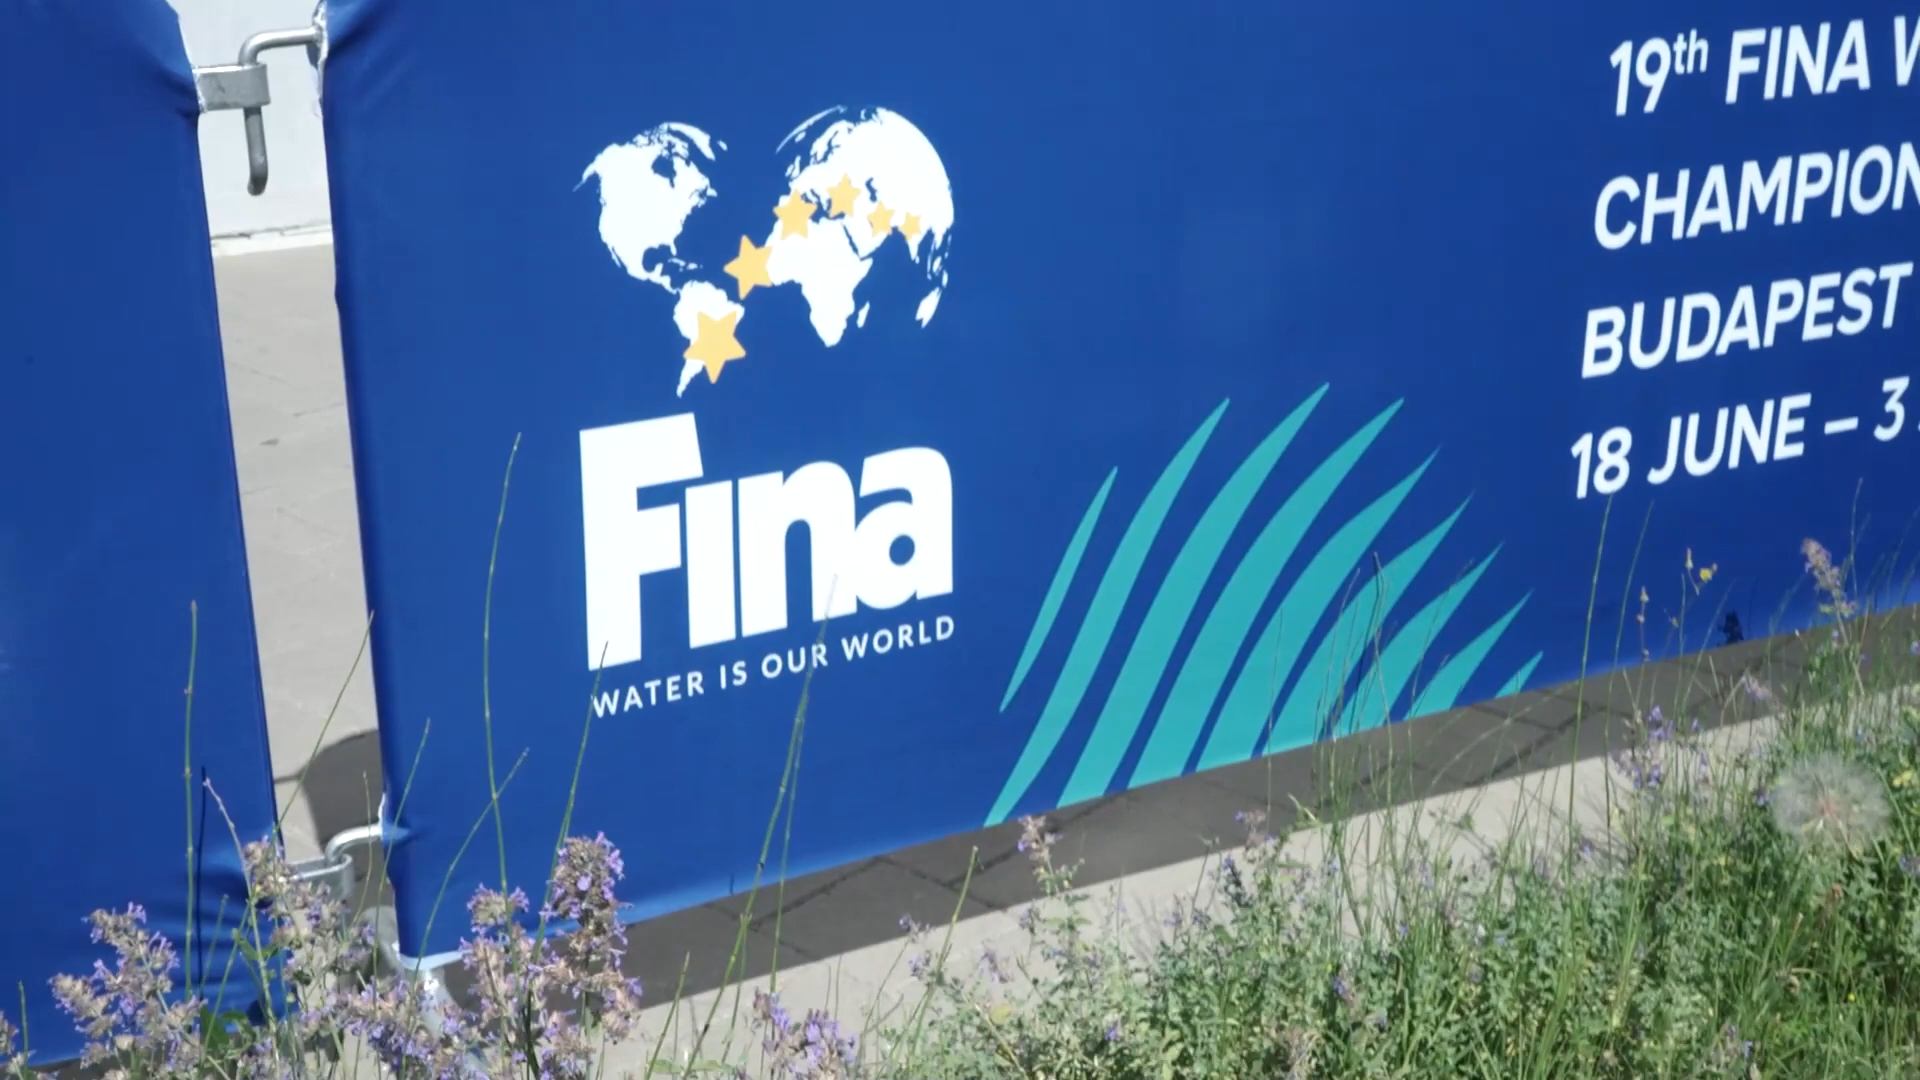 Fina
WATER IS OUR WORLD
19th FINA
CHAMPION
BUDAPEST
18 JUNE – 3